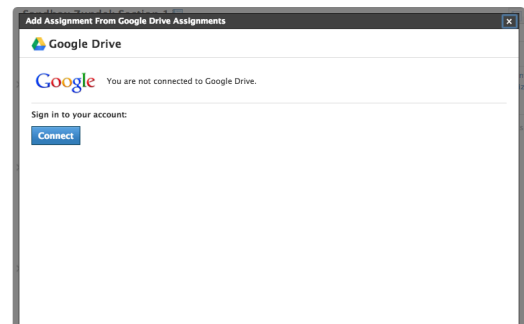 Add Assignment From Google Drive Assignments
x
Google Drive
Google
You are not connected to Google Drive.
Sign in to your account:
Connect